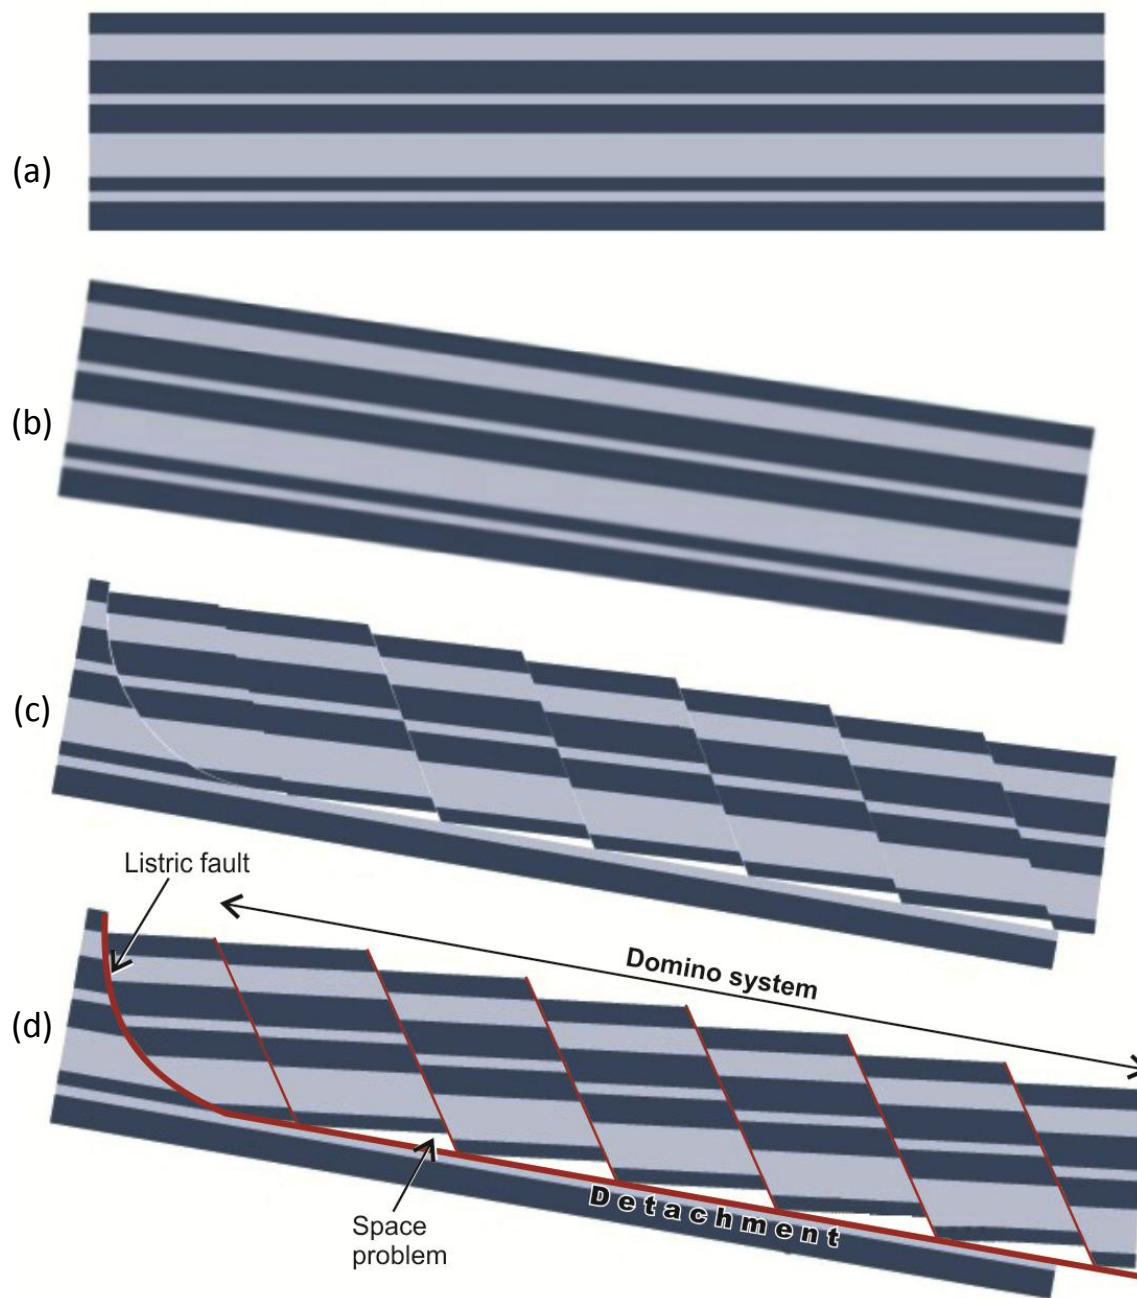 (a)
(b)
(c)
Listric fault
Domino system
(d)
Detachment
Space
problem